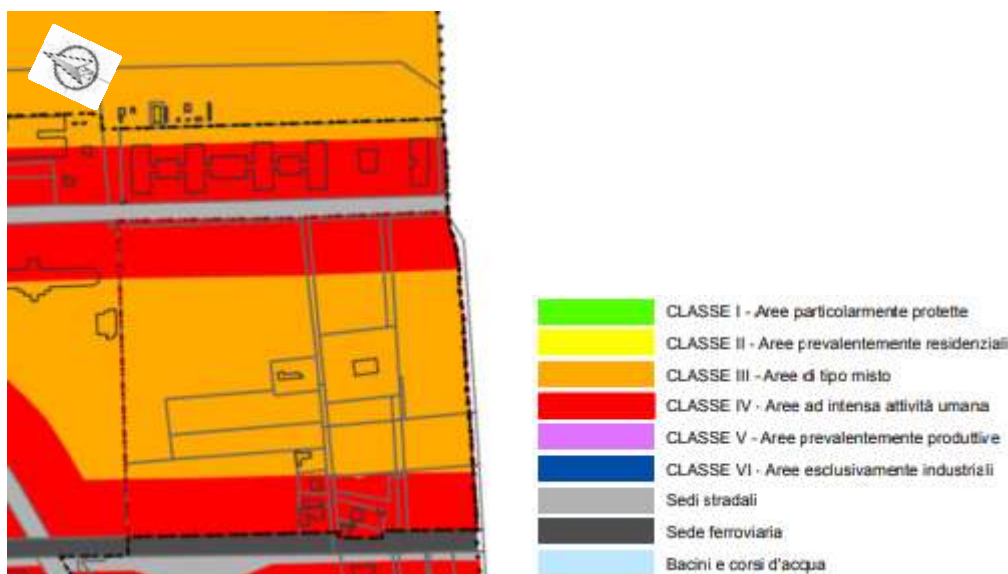 CLASSE I - Aree particolarmente protette
CLASSE II - Aree prevalentemente residenziali
CLASSE III - Aree di tipo misto
CLASSE IV - Aree ad intensa attività umana
CLASSE V - Aree prevalentemente produttive
CLASSE VI - Aree esclusivamente industriali
Sedi stradali
Sede ferroviaria
Bacini e corsi d'acqua